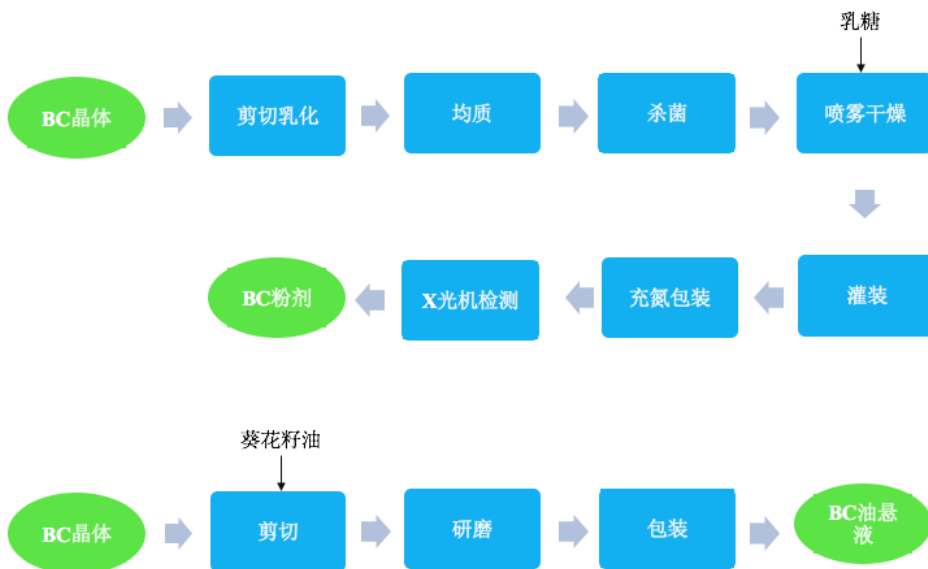 乳糖
BC晶体
剪切乳化
均质
杀菌
喷雾干燥
灌装
充氮包装
X光机检测
BC粉剂
葵花籽油
BC晶体
剪切
研磨
包装
BC油悬
液